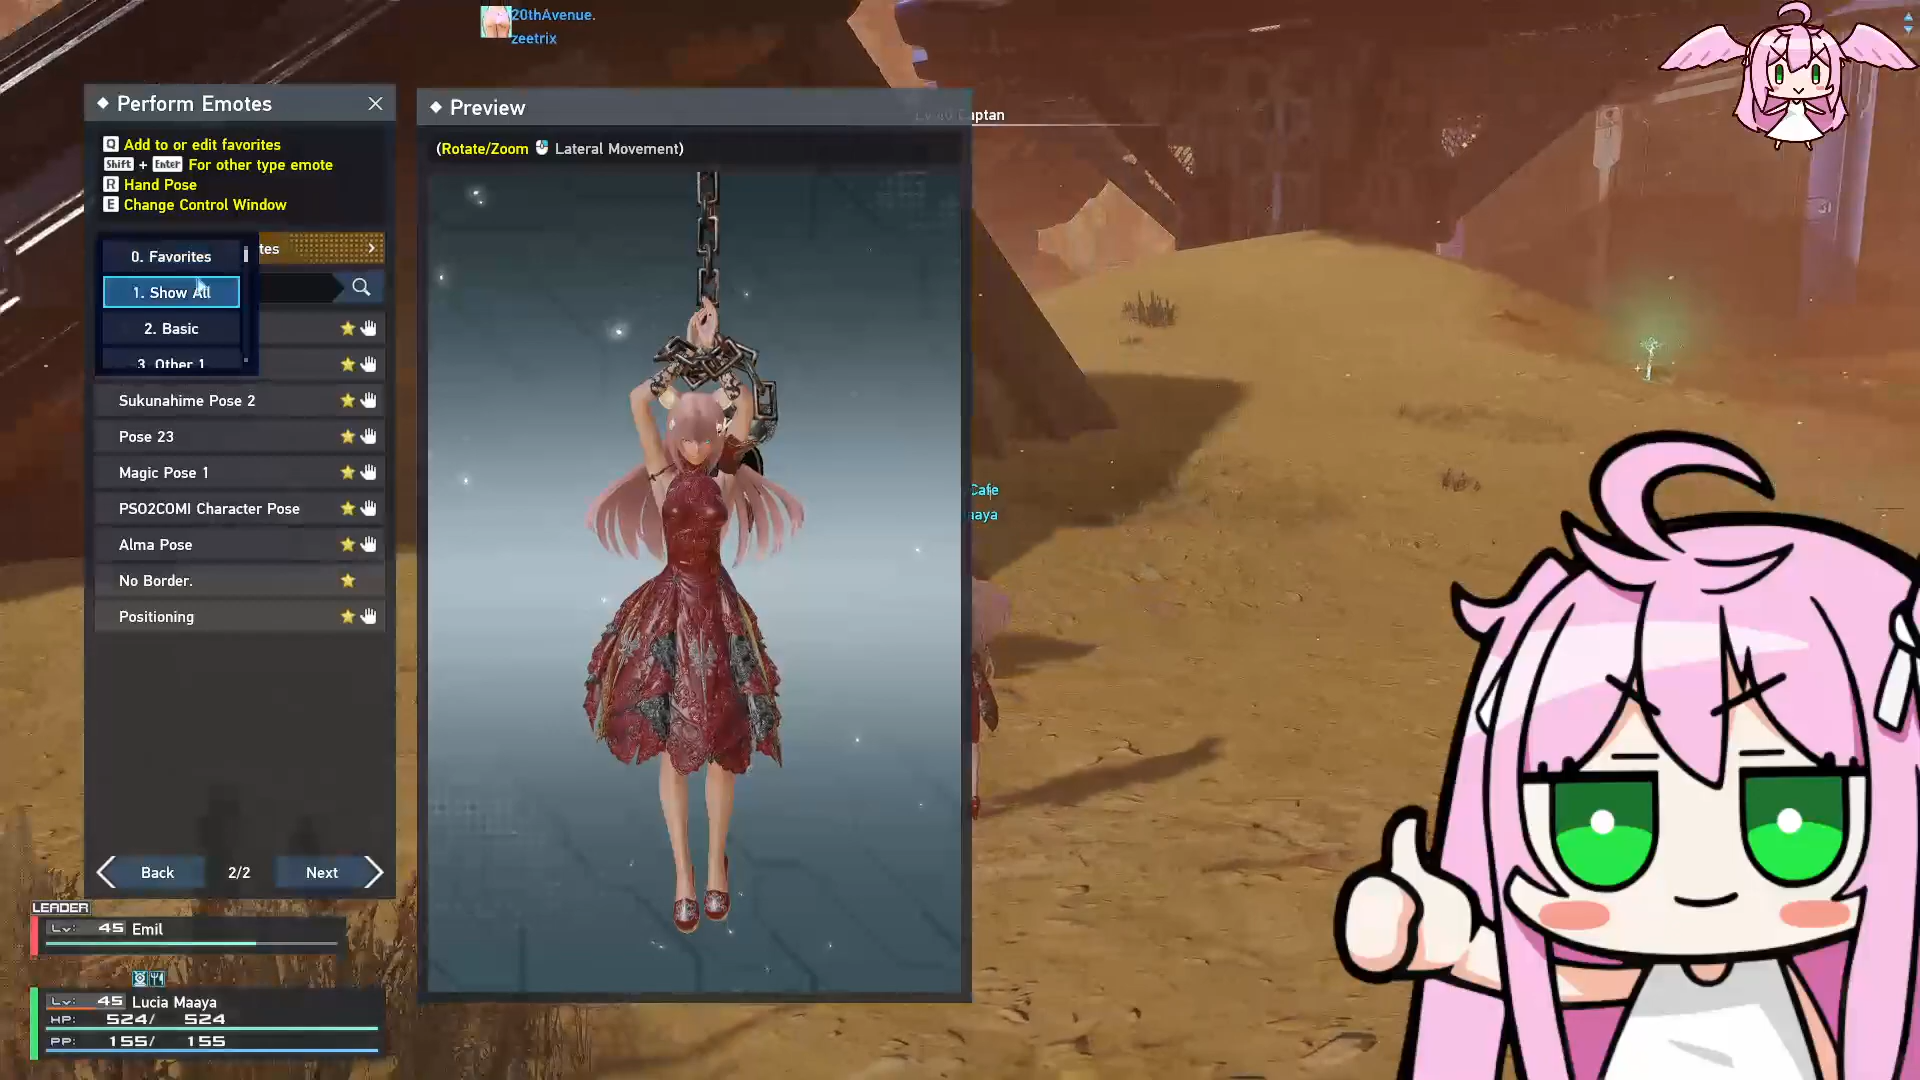 20thAvenue.
zeetrix
Perform Emotes
Q Add to or edit favorites
Shift + Enter For other type emote
R Hand Pose
E Change Control Window
tes
0. Favorites
1. Show All
2. Basic
3. Other 1
Sukunahime Pose 2
Pose 23
Magic Pose 1
PSO2COMI Character Pose
Alma Pose
No Border.
Positioning
Back 2/2 Next
Preview
(Rotate/Zoom Lateral Movement)
ptan
Cafe
aaya
LEADER
Lv: 45 Emil
Lv: 45 Lucia Maaya
HP: 524/ 524
PP: 155/ 155